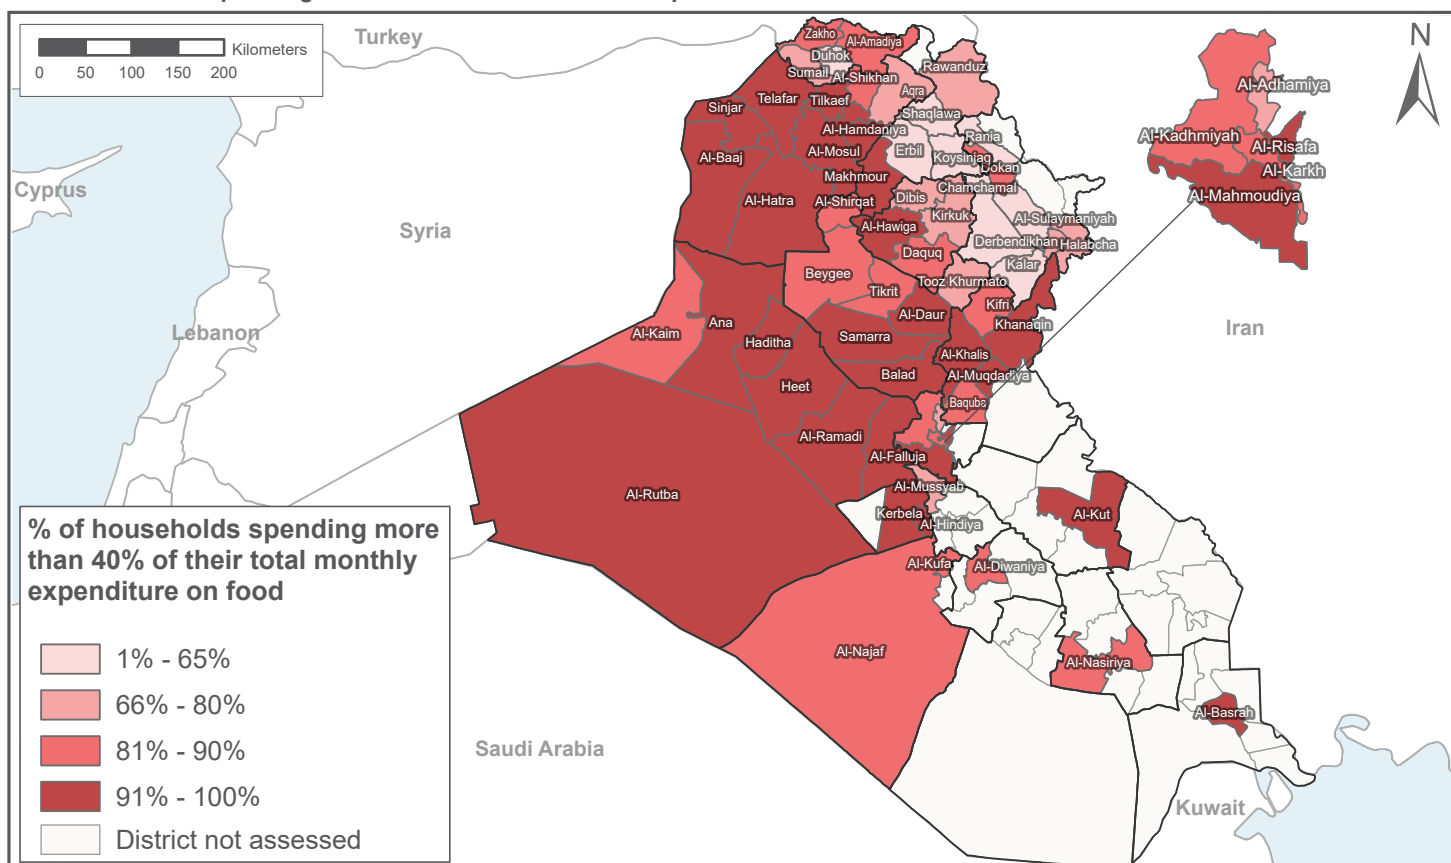 Turkey
Kilometers
0 50 100 150 200
N
Zakho
Al-Amadiya
Duhok
Sumail
Al-Shikhan
Rawanduz
Aqra
Telafar
Tilkaef
Sinjar
Shaqlawa
Al-Hamdaniya
Rania
Al-Baaj
Al-Mosul
Erbil
Koysinjaq
Dokan
Makhmour
Chamchamal
Al-Hatra
Al-Shirqat
Dibis
Kirkuk
Al-Sulaymaniyah
Al-Hawiga
Derbendikhan
Halabcha
Daquq
Kalar
Beygee
Tooz Khurmato
Tikrit
Kifri
Al-Daur
Khanaqin
Ana
Al-Kaim
Haditha
Samarra
Al-Khalis
Balad
Al-Muqdadiya
Heet
Baquba
Al-Ramadi
Al-Falluja
Al-Rutba
Al-Mussyab
Kerbela
Al-Hindiya
Al-Kut
Al-Kufa
Al-Diwaniya
Al-Najaf
Al-Nasiriya
Al-Basrah
Al-Adhamiya
Al-Kadhmiyah
Al-Risafa
Al-Karkh
Al-Mahmoudiya
Cyprus
Syria
Lebanon
Iran
Saudi Arabia
Kuwait
% of households spending more
than 40% of their total monthly
expenditure on food
1% - 65%
66% - 80%
81% - 90%
91% - 100%
District not assessed